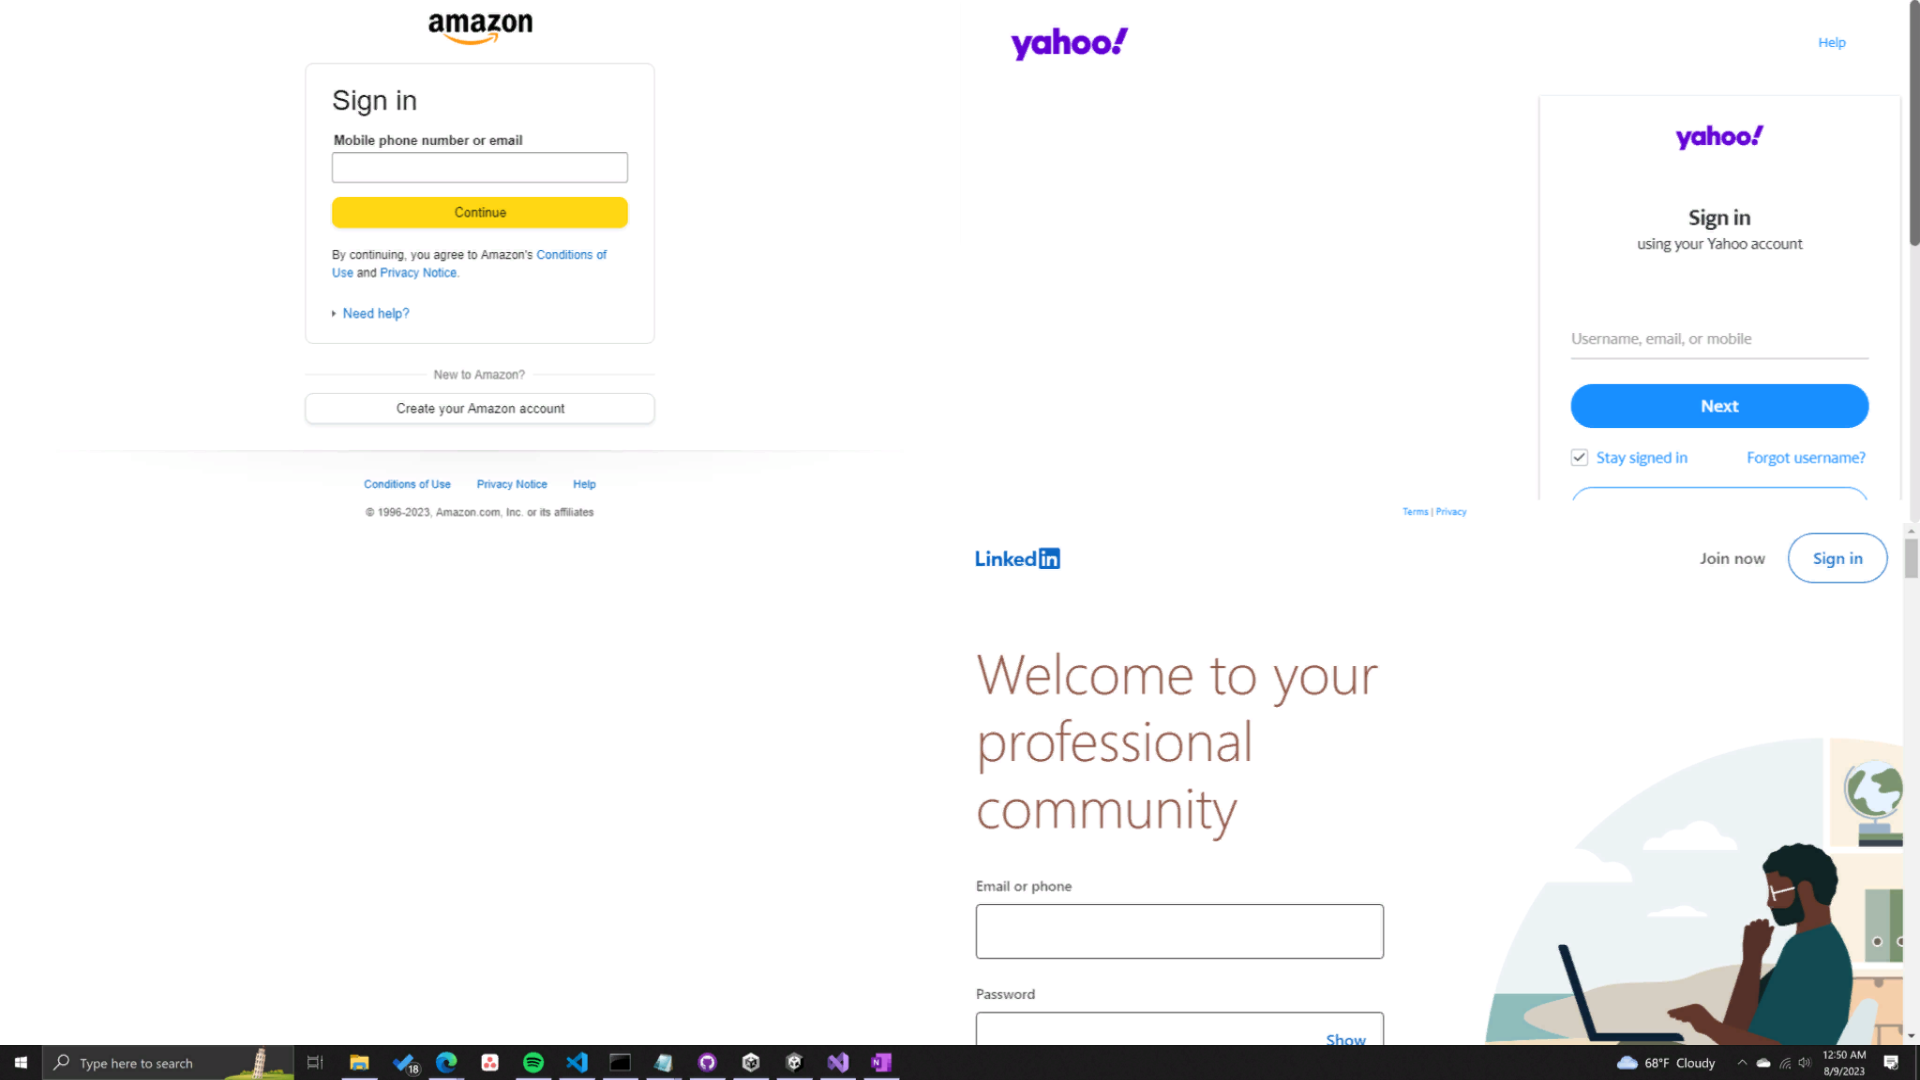 amazon
Sign in
Mobile phone number or email
Continue
By continuing, you agree to Amazon's Conditions of
Use and Privacy Notice.
Need help?
New to Amazon?
Create your Amazon account
Conditions of Use Privacy Notice Help
© 1996-2023, Amazon.com, Inc. or its affiliates
yahoo!
Help
yahoo!
Sign in
using your Yahoo account
Username, email, or mobile
Next
Stay signed in Forgot username?
Terms | Privacy
Linkedin
Join now
Sign in
Welcome to your
professional
community
Email or phone
Password
Show
Type here to search
18
N
68°F Cloudy
12:50 AM
8/9/2023